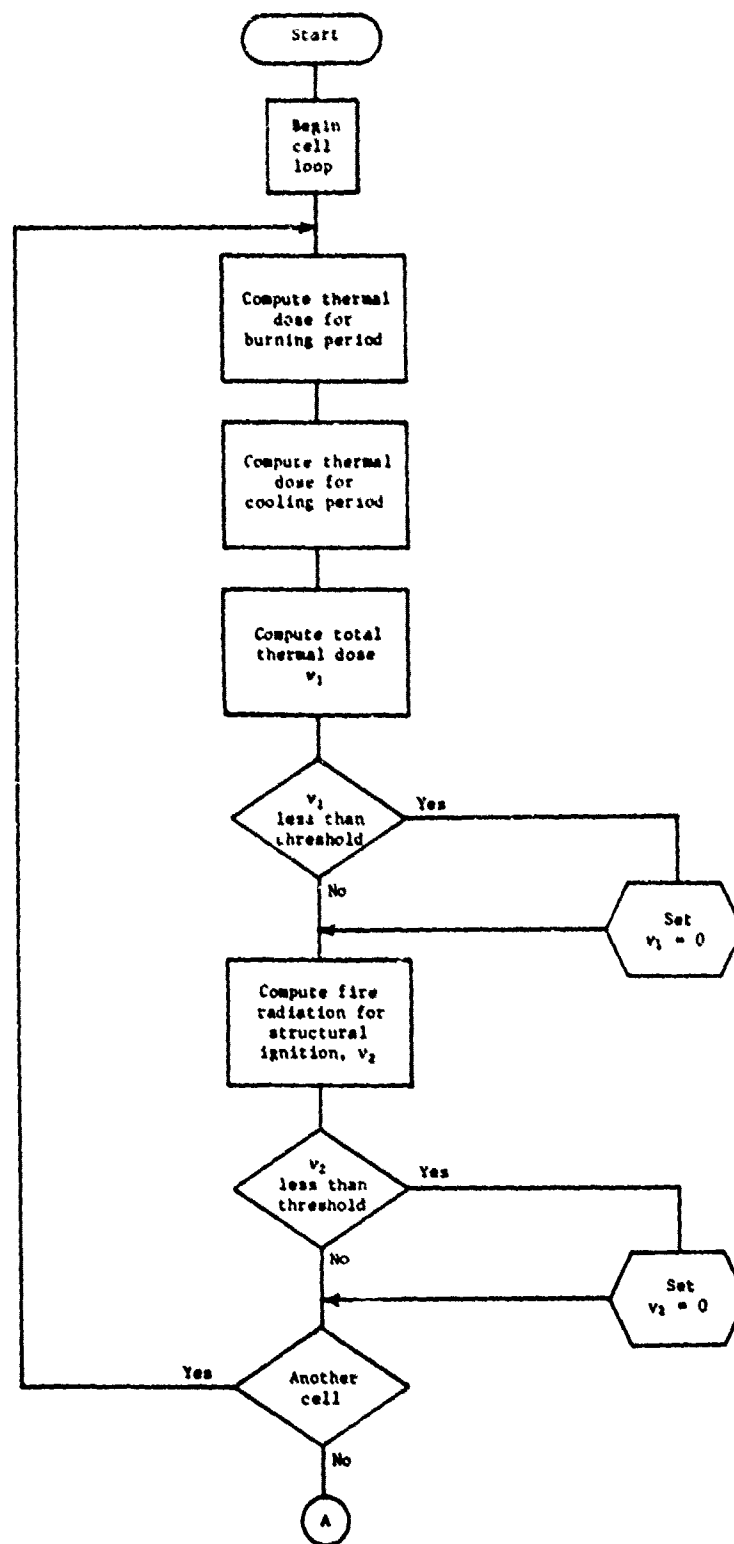 Start
Begin
cell
loop
Compute thermal
dose for
burning period
Compute thermal
dose for
cooling period
Compute total
thermal dose
v₁
v₁
less than
threshold
Yes
No
Set
v₁ = 0
Compute fire
radiation for
structural
ignition, v₂
v₂
less than
threshold
Yes
No
Set
v₂ = 0
Another
cell
Yes
No
A